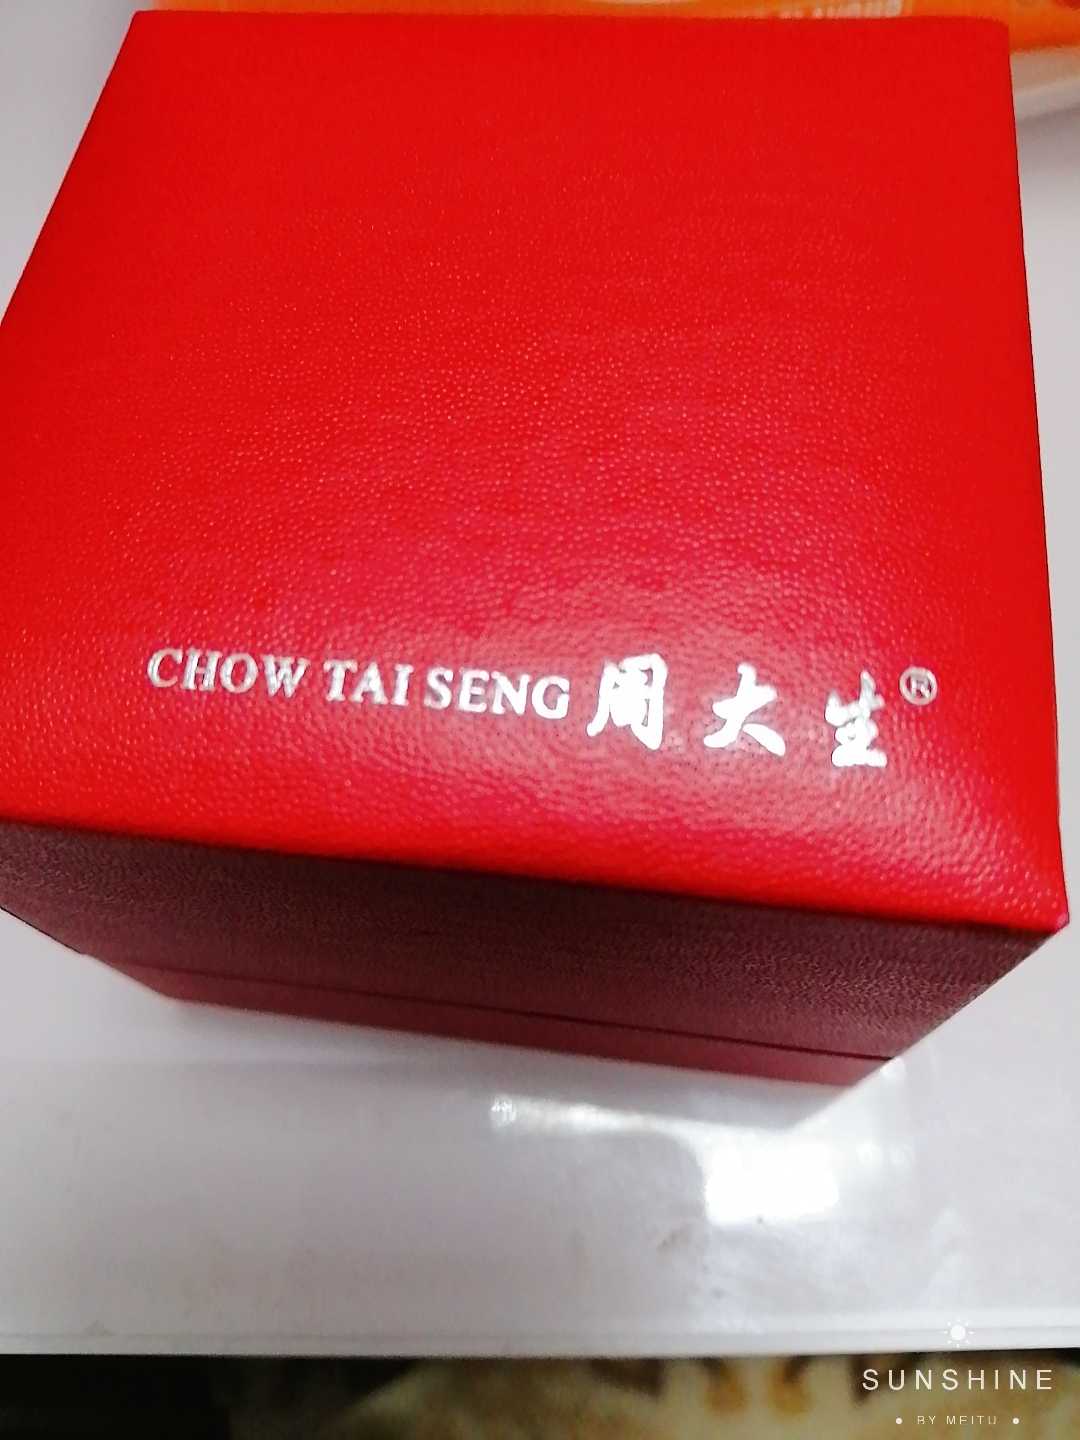 CHOW TAI SENG 周大生®
SUNSHINE
• BY MEITU •